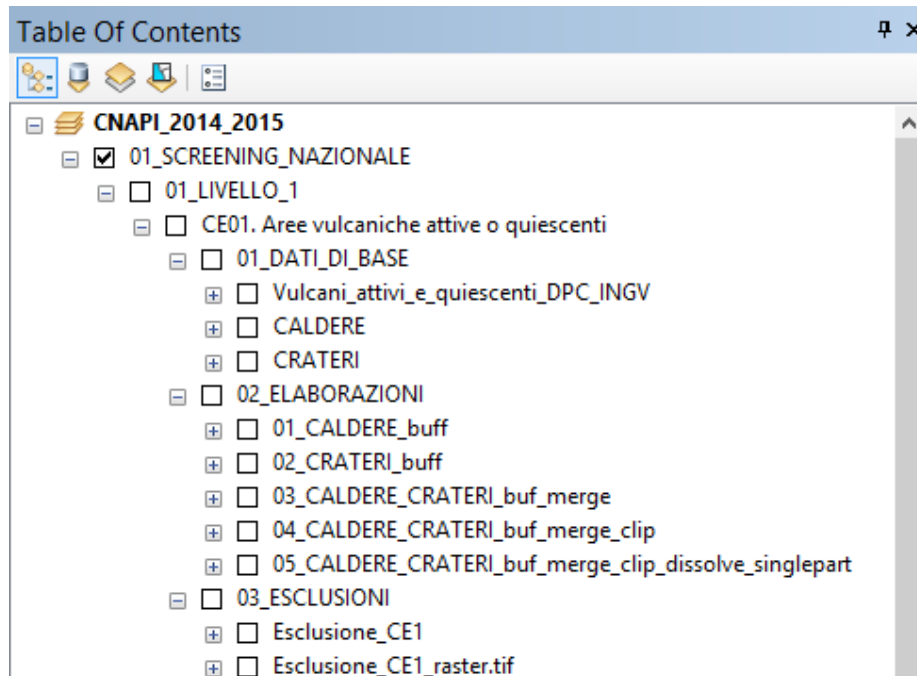 Table Of Contents
CNAPI_2014_2015
01_SCREENING_NAZIONALE
01_LIVELLO_1
CE01. Aree vulcaniche attive o quiescenti
01_DATI_DI_BASE
Vulcani_attivi_e_quiescenti_DPC_INGV
CALDERE
CRATERI
02_ELABORAZIONI
01_CALDERE_buff
02_CRATERI_buff
03_CALDERE_CRATERI_buf_merge
04_CALDERE_CRATERI_buf_merge_clip
05_CALDERE_CRATERI_buf_merge_clip_dissolve_singlepart
03_ESCLUSIONI
Esclusione_CE1
Esclusione_CE1_raster.tif